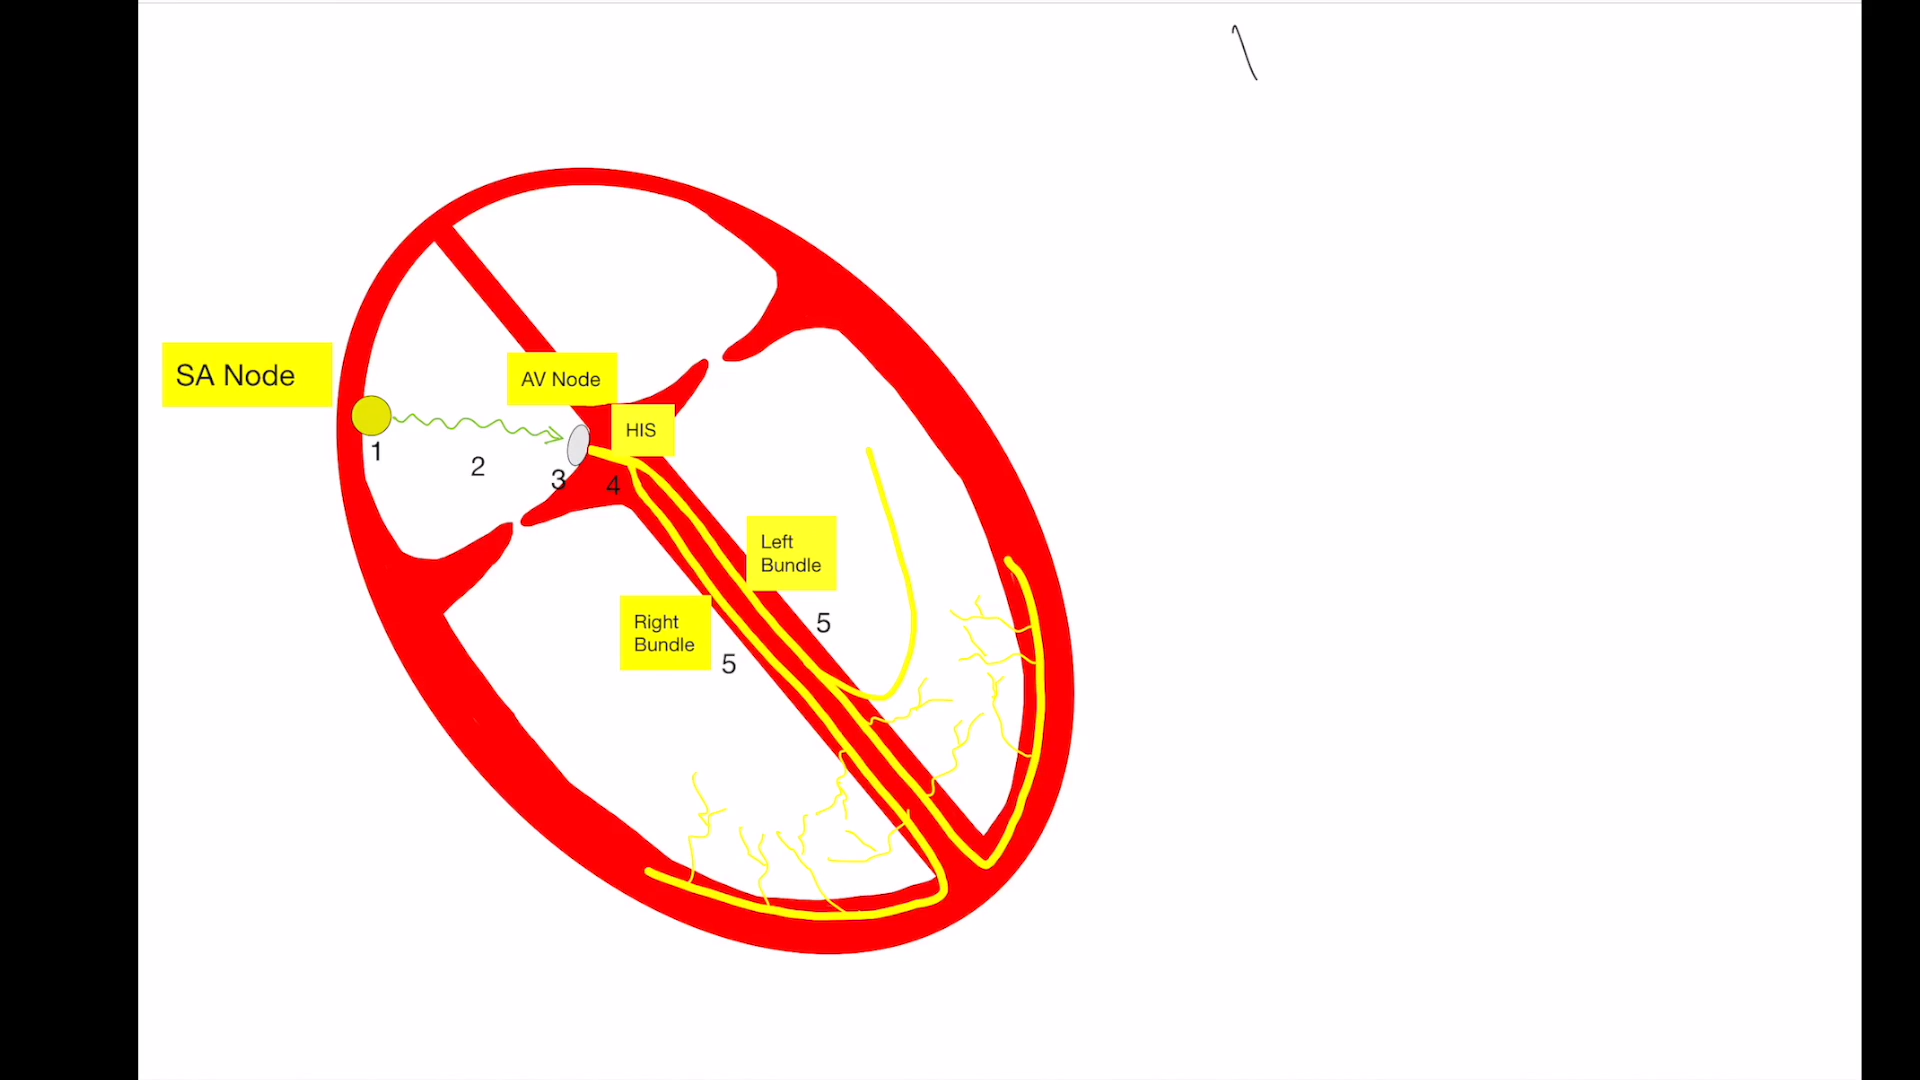 SA Node
AV Node
HIS
1
2
3
4
Left
Bundle
5
Right
Bundle
5